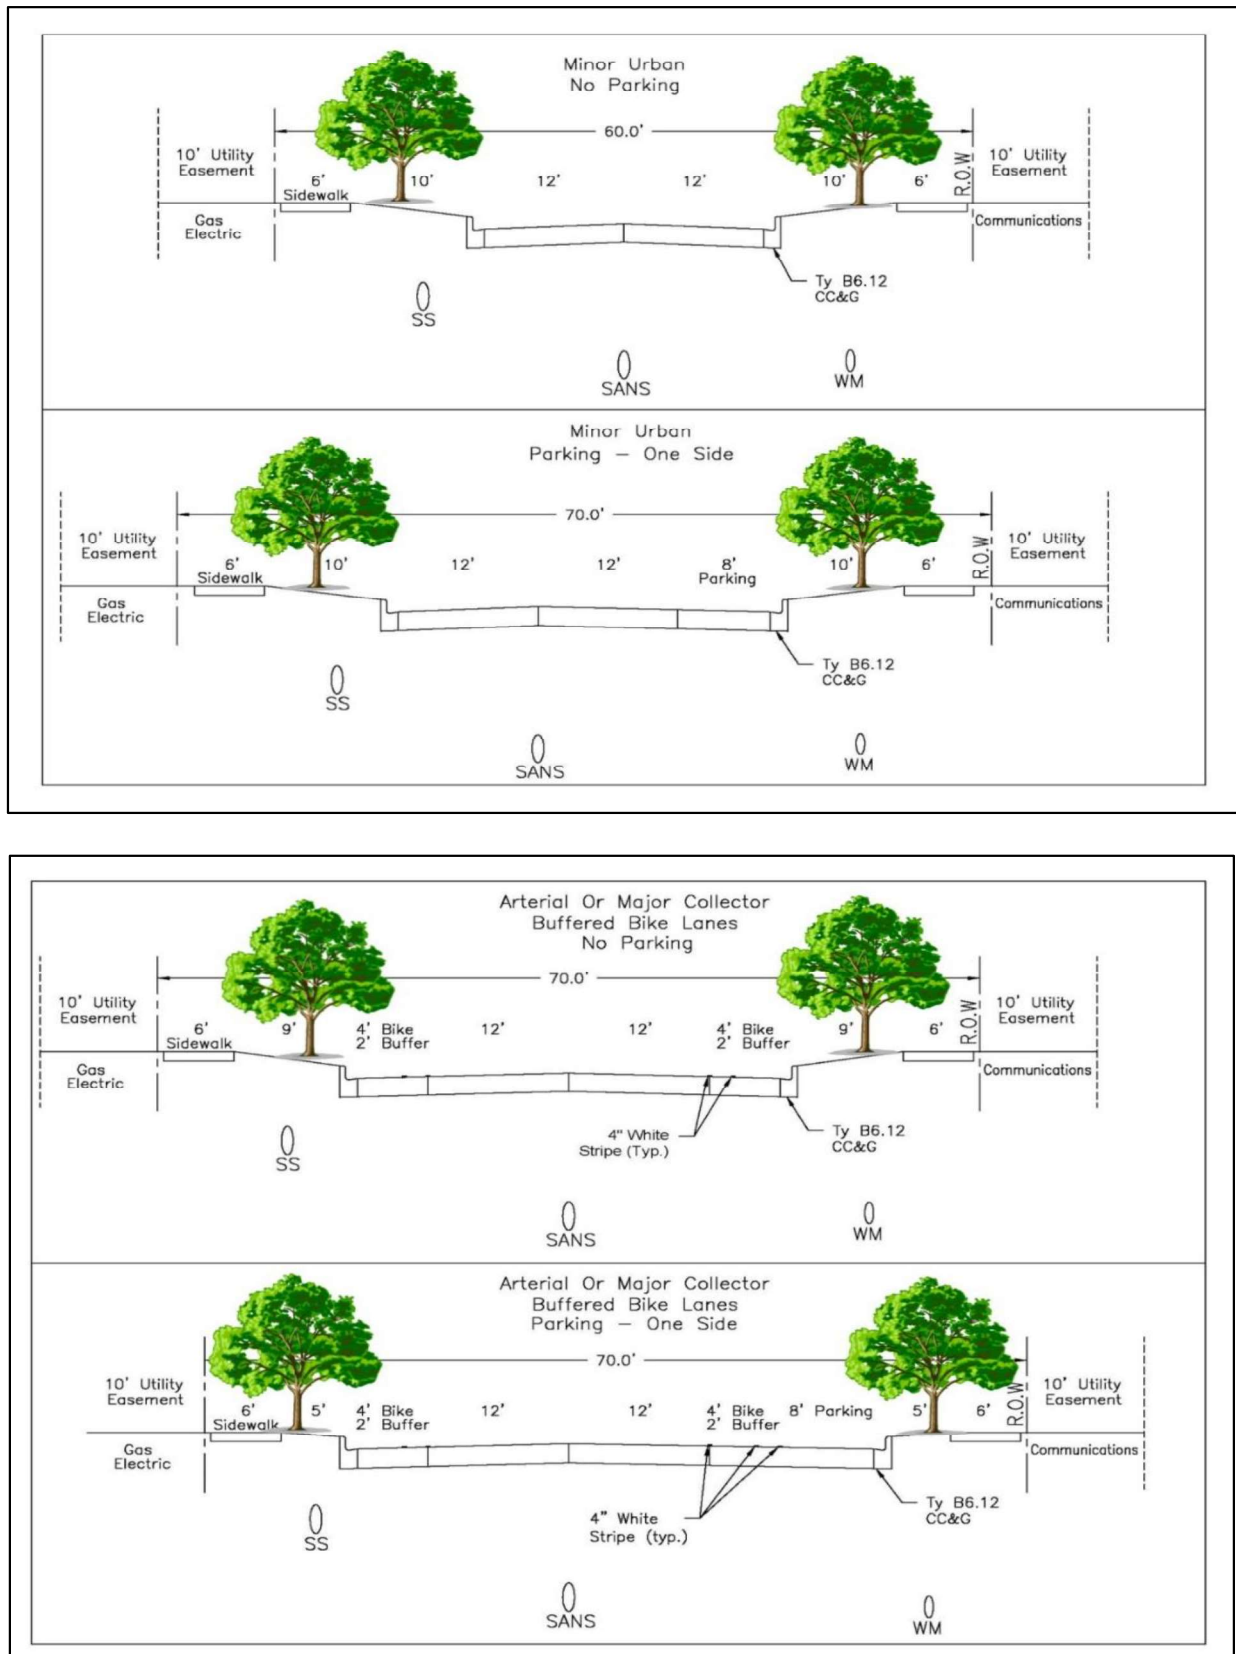 Minor Urban
No Parking
60.0'
10' Utility
Easement
6'
Sidewalk
10'
12'
12'
10'
6'
R.O.W
10' Utility
Easement
Gas
Electric
Communications
Ty B6.12
CC&G
SS
SANS
WM
Minor Urban
Parking – One Side
70.0'
10' Utility
Easement
6'
Sidewalk
10'
12'
12'
8'
Parking
10'
6'
R.O.W
10' Utility
Easement
Gas
Electric
Communications
Ty B6.12
CC&G
SS
SANS
WM
Arterial Or Major Collector
Buffered Bike Lanes
No Parking
70.0'
10' Utility
Easement
6'
Sidewalk
9'
4' Bike
2' Buffer
12'
12'
4' Bike
2' Buffer
9'
6'
R.O.W
10' Utility
Easement
Gas
Electric
Communications
4" White
Stripe (Typ.)
Ty B6.12
CC&G
SS
SANS
WM
Arterial Or Major Collector
Buffered Bike Lanes
Parking – One Side
70.0'
10' Utility
Easement
6'
Sidewalk
5'
4' Bike
2' Buffer
12'
12'
4' Bike
2' Buffer
8' Parking
5'
6'
R.O.W
10' Utility
Easement
Gas
Electric
Communications
4" White
Stripe (typ.)
Ty B6.12
CC&G
SS
SANS
WM